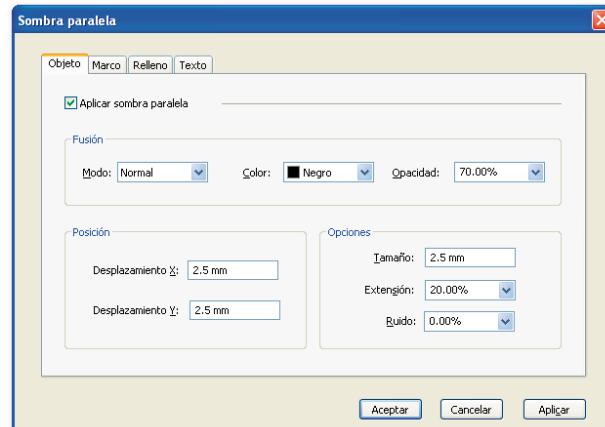 Sombra paralela
Objeto Marco Relleno Texto
Aplicar sombra paralela
Fusión
Modo: Normal Color: Negro Opacidad: 70.00%
Posición
Desplazamiento X: 2.5 mm
Desplazamiento Y: 2.5 mm
Opciones
Tamaño: 2.5 mm
Extensión: 20.00%
Ruido: 0.00%
Aceptar Cancelar Aplicar